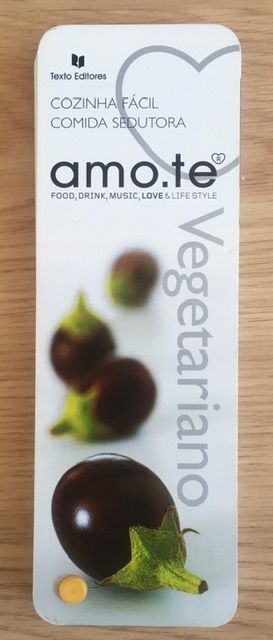 Texto Editores
COZINHA FÁCIL
COMIDA SEDUTORA
amo.te®
FOOD, DRINK, MUSIC, LOVE & LIFE STYLE
Vegetariano